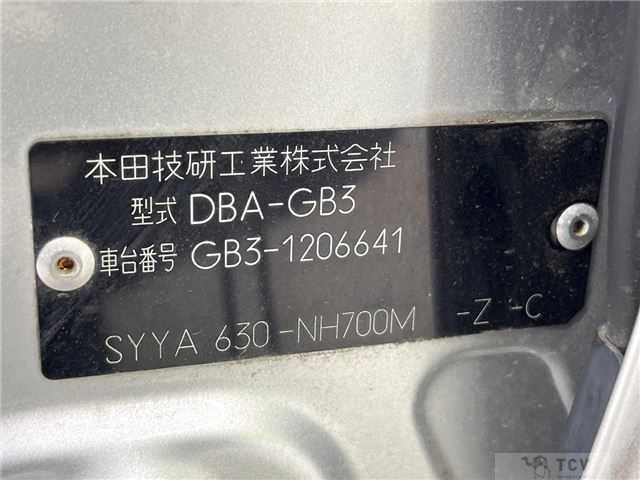 本田技研工業株式会社
型式 DBA-GB3
車台番号 GB3-1206641
SYYA 630-NH700M -Z -C
TCV